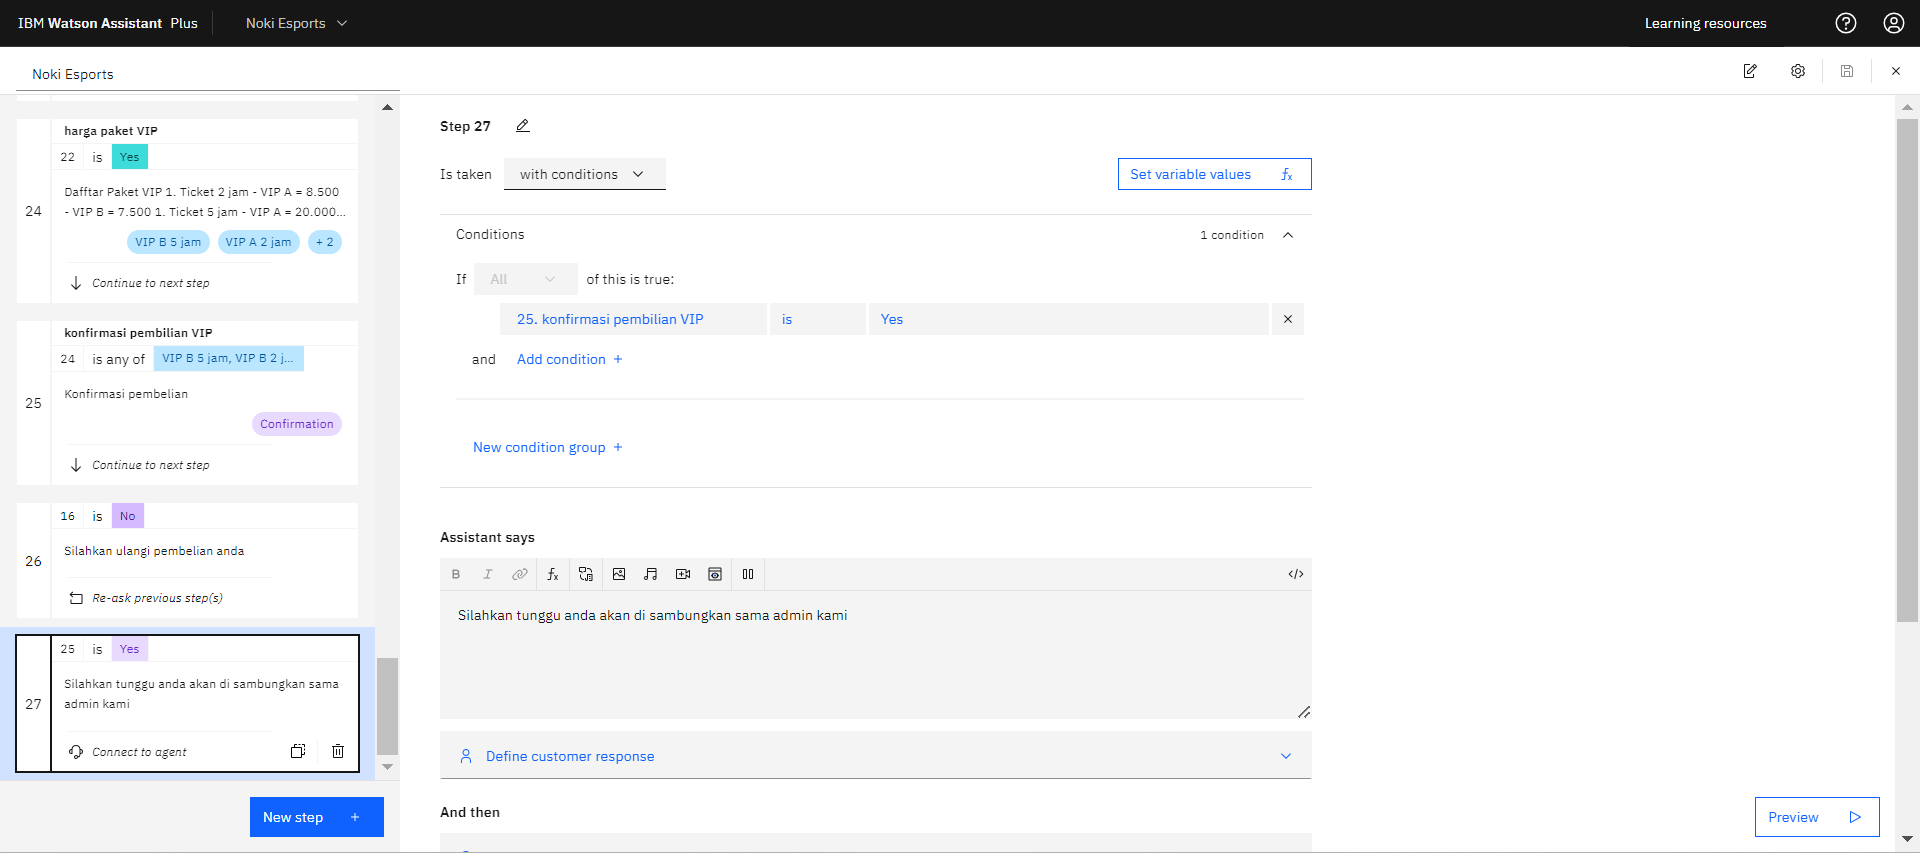 IBM Watson Assistant Plus
Noki Esports
Learning resources
Noki Esports
harga paket VIP
22 is Yes
24
Dafftar Paket VIP 1. Ticket 2 jam - VIP A = 8.500
- VIP B = 7.500 1. Ticket 5 jam - VIP A = 20.000...
VIP B 5 jam VIP A 2 jam + 2
Continue to next step
konfirmasi pembilian VIP
24 is any of VIP B 5 jam, VIP B 2 j...
25
Konfirmasi pembelian
Confirmation
Continue to next step
16 is No
26
Silahkan ulangi pembelian anda
Re-ask previous step(s)
25 is Yes
27
Silahkan tunggu anda akan di sambungkan sama
admin kami
Connect to agent
New step +
Step 27
Is taken with conditions
Set variable values fx
Conditions
1 condition
If All of this is true:
25. konfirmasi pembilian VIP is Yes
and Add condition +
New condition group +
Assistant says
B I fx </>
Silahkan tunggu anda akan di sambungkan sama admin kami
Define customer response
And then
Preview